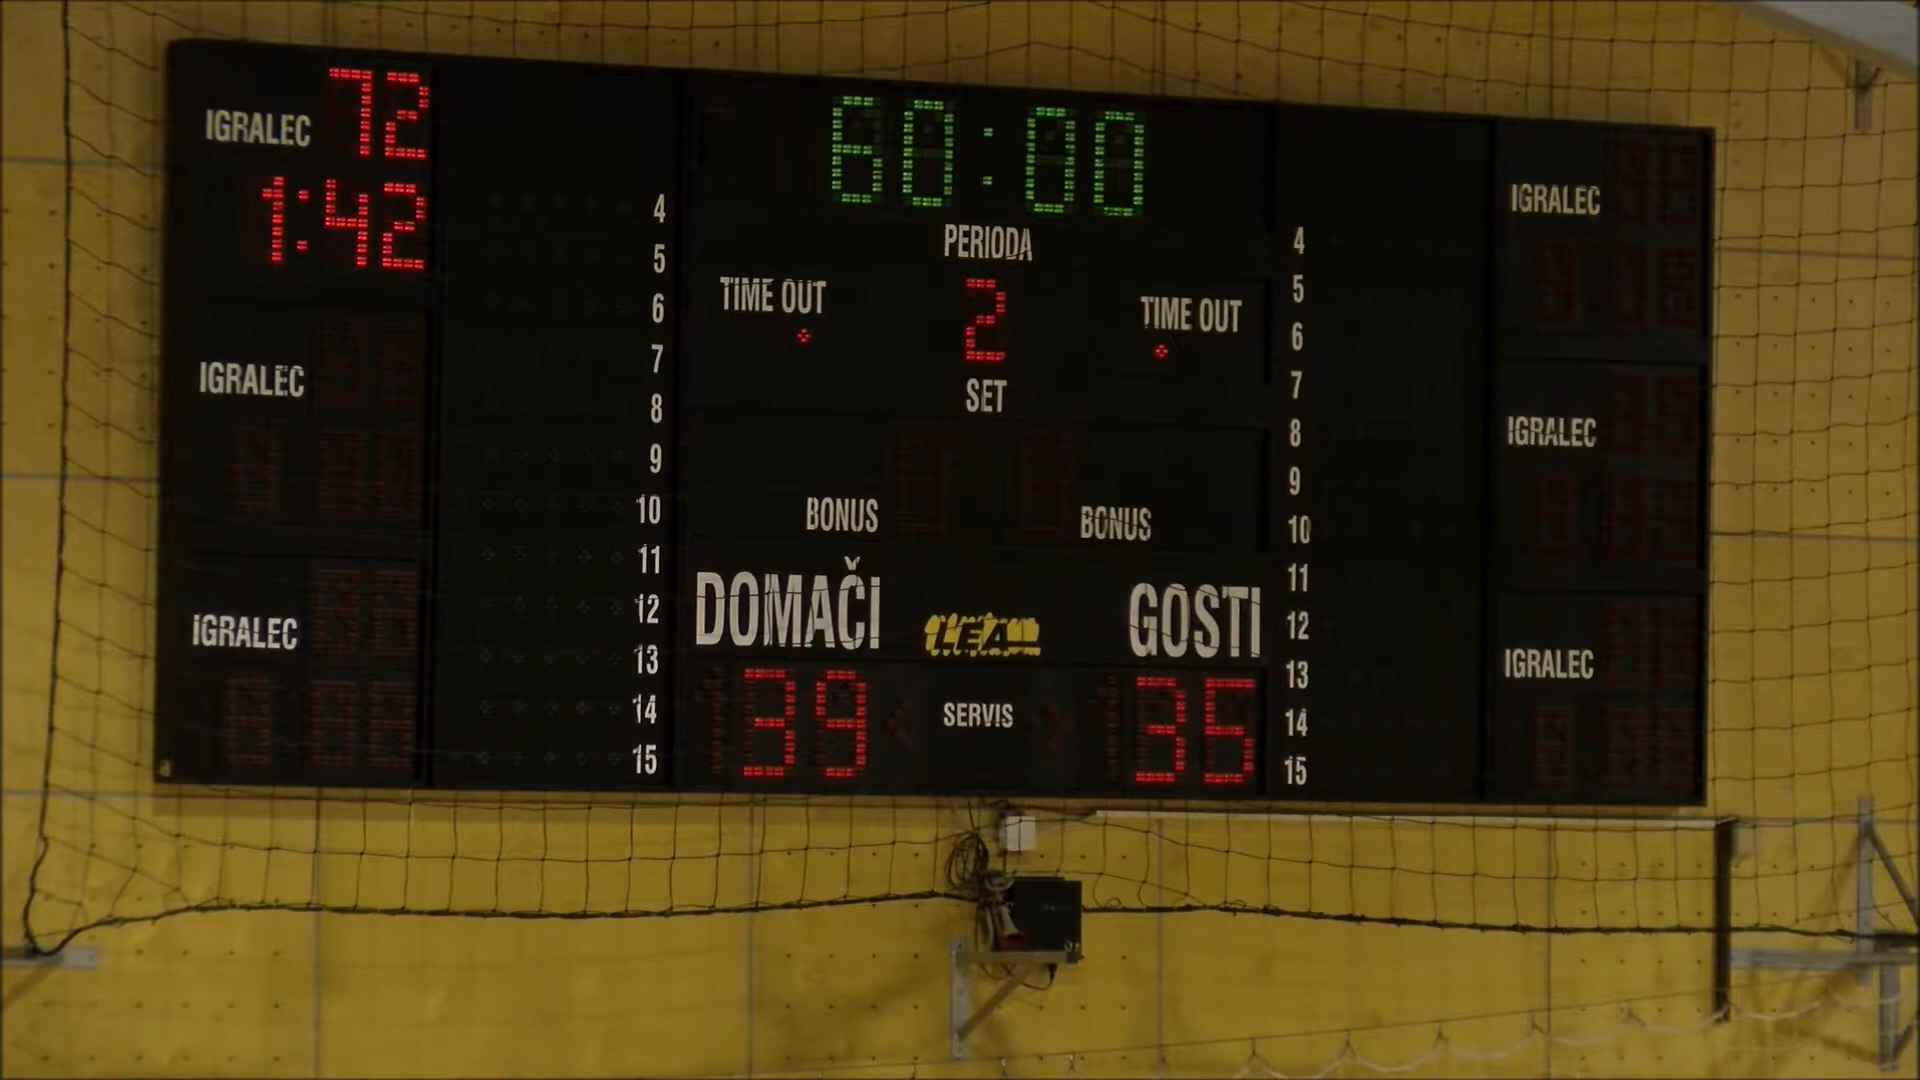 IGRALEC 72
1:42
IGRALEC
IGRALEC
4
5
6
7
8
9
10
11
12
13
14
15
60:00
PERIODA
TIME OUT 2 TIME OUT
SET
BONUS BONUS
DOMAČI LEA GOSTI
39 SERVIS 35
4
5
6
7
8
9
10
11
12
13
14
15
IGRALEC
IGRALEC
IGRALEC